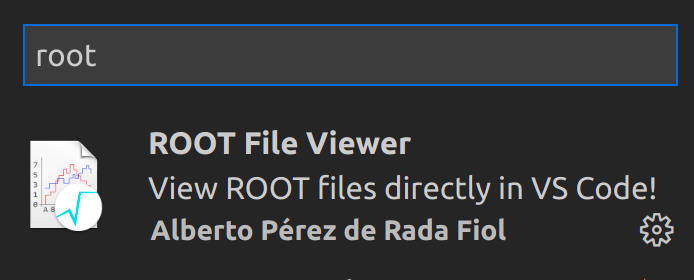 root
ROOT File Viewer
View ROOT files directly in VS Code!
Alberto Pérez de Rada Fiol